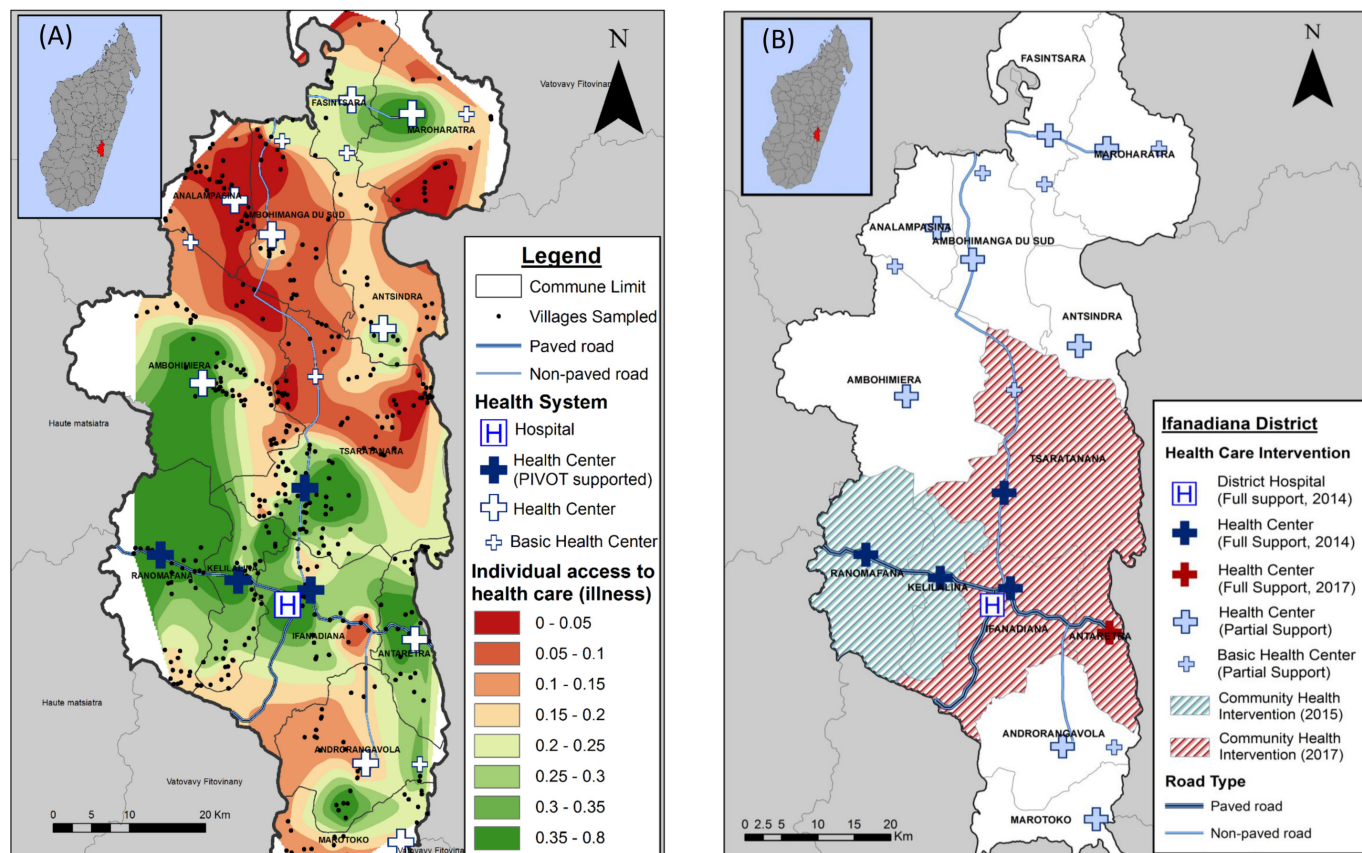 (A)
N
Vatovavy Fitovinany
FASINTSARA
MAROHARATRA
ANALAMPASINA
AMBOHIMANGA DU SUD
ANTSINDRA
AMBOHIMIERA
Haute matsiatra
TSARATANANA
RANOMAFANA
KELILALINA
IFANADIANA
ANTARETRA
Haute matsiatra
ANDRORANGAVOLA
Vatovavy Fitovinany
MAROTOKO
0 5 10 20 KM
Legend
Commune Limit
Villages Sampled
Paved road
Non-paved road
Health System
H Hospital
Health Center
(PIVOT supported)
Health Center
Basic Health Center
Individual access to
health care (illness)
0 - 0.05
0.05 - 0.1
0.1 - 0.15
0.15 - 0.2
0.2 - 0.25
0.25 - 0.3
0.3 - 0.35
0.35 - 0.8
H
(B)
N
FASINTSARA
MAROHARATRA
ANALAMPASINA
AMBOHIMANGA DU SUD
ANTSINDRA
AMBOHIMIERA
TSARATANANA
RANOMAFANA
KELILALINA
H
IFANADIANA
ANTARETRA
ANDRORANGAVOLA
MAROTOKO
0 2.5 5 10 15 20 Km
Ifanadiana District
Health Care Intervention
H District Hospital
(Full support, 2014)
Health Center
(Full Support, 2014)
Health Center
(Full Support, 2017)
Health Center
(Partial Support)
Basic Health Center
(Partial Support)
Community Health
Intervention (2015)
Community Health
Intervention (2017)
Road Type
Paved road
Non-paved road